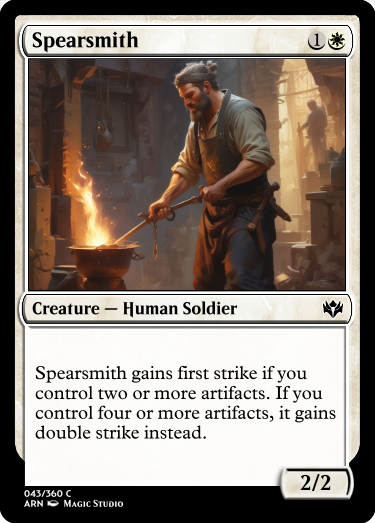 Spearsmith 1
Creature — Human Soldier
Spearsmith gains first strike if you
control two or more artifacts. If you
control four or more artifacts, it gains
double strike instead.
2/2
043/360 C
ARN Magic Studio